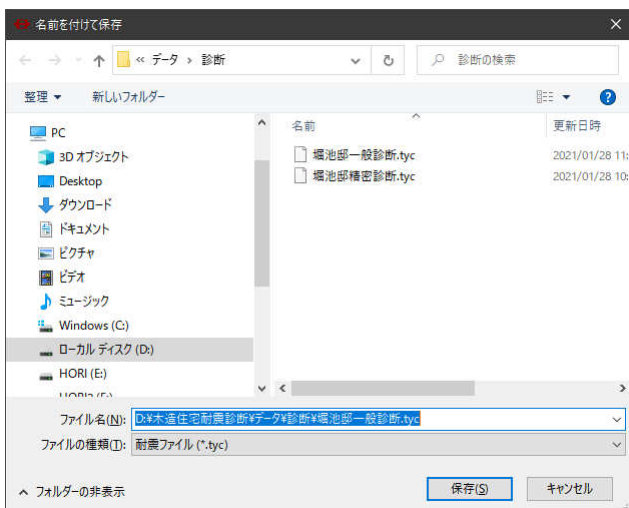 名前を付けて保存
« データ › 診断
診断の検索
整理 新しいフォルダー
PC
3D オブジェクト
Desktop
ダウンロード
ドキュメント
ピクチャ
ビデオ
ミュージック
Windows (C:)
ローカル ディスク (D:)
HORI (E:)
名前 更新日時
堀池邸一般診断.tyc 2021/01/28 11:
堀池邸精密診断.tyc 2021/01/28 10:
ファイル名(N): D:¥木造住宅耐震診断¥データ¥診断¥堀池邸一般診断.tyc
ファイルの種類(T): 耐震ファイル (*.tyc)
フォルダーの非表示
保存(S) キャンセル